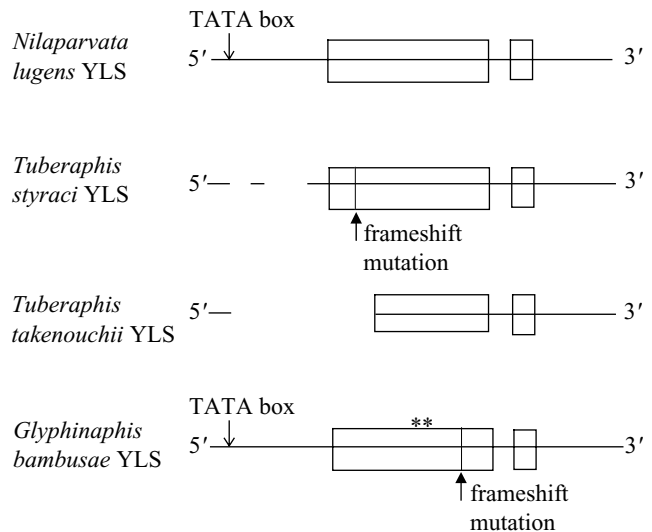 TATA box
Nilaparvata
lugens YLS
5′
3′
Tuberaphis
styraci YLS
5′
3′
frameshift
mutation
Tuberaphis
takenouchii YLS
5′
3′
TATA box
Glyphinaphis
bambusae YLS
5′
**
3′
frameshift
mutation